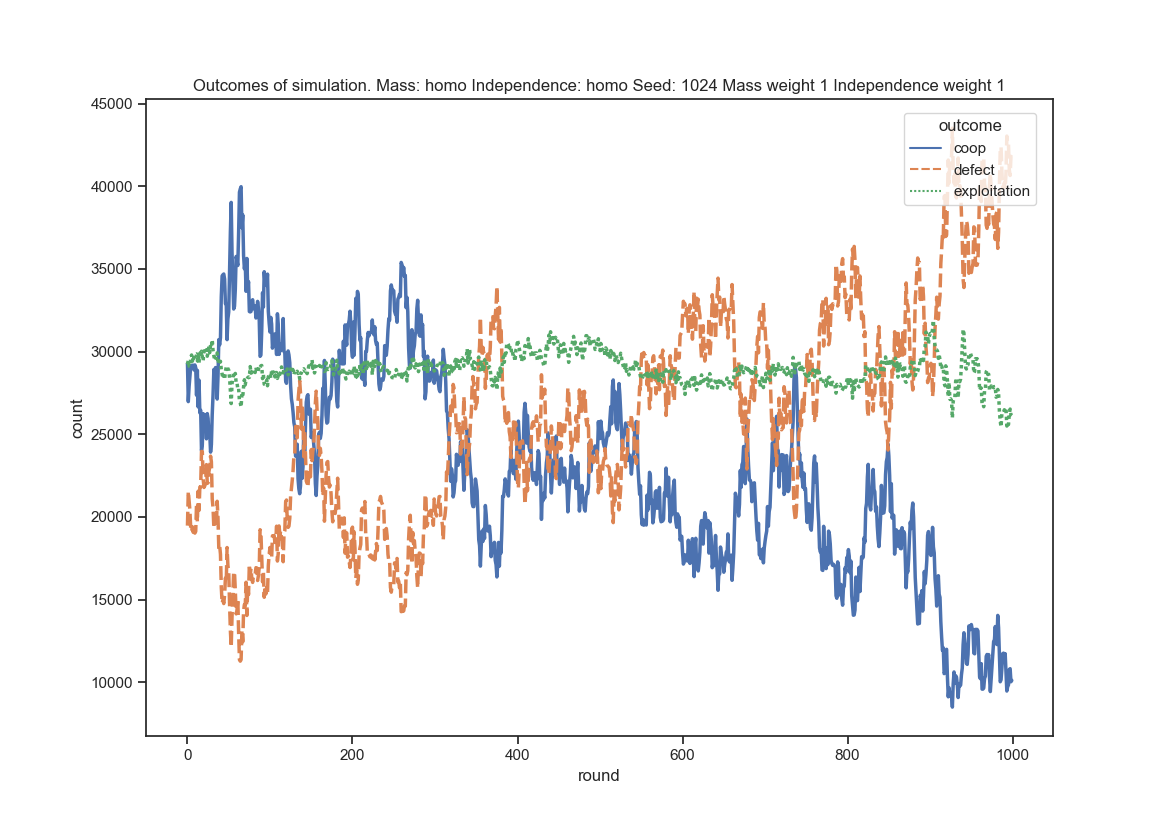 Outcomes of simulation. Mass: homo Independence: homo Seed: 1024 Mass weight 1 Independence weight 1
45000
40000
35000
30000
25000
20000
15000
10000
count
outcome
coop
defect
exploitation
0
200
400
600
800
1000
round